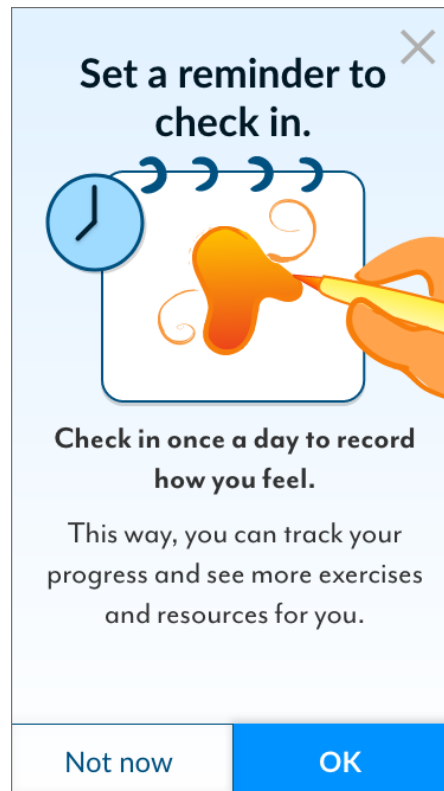 Set a reminder to
check in.
Check in once a day to record
how you feel.
This way, you can track your
progress and see more exercises
and resources for you.
Not now
OK